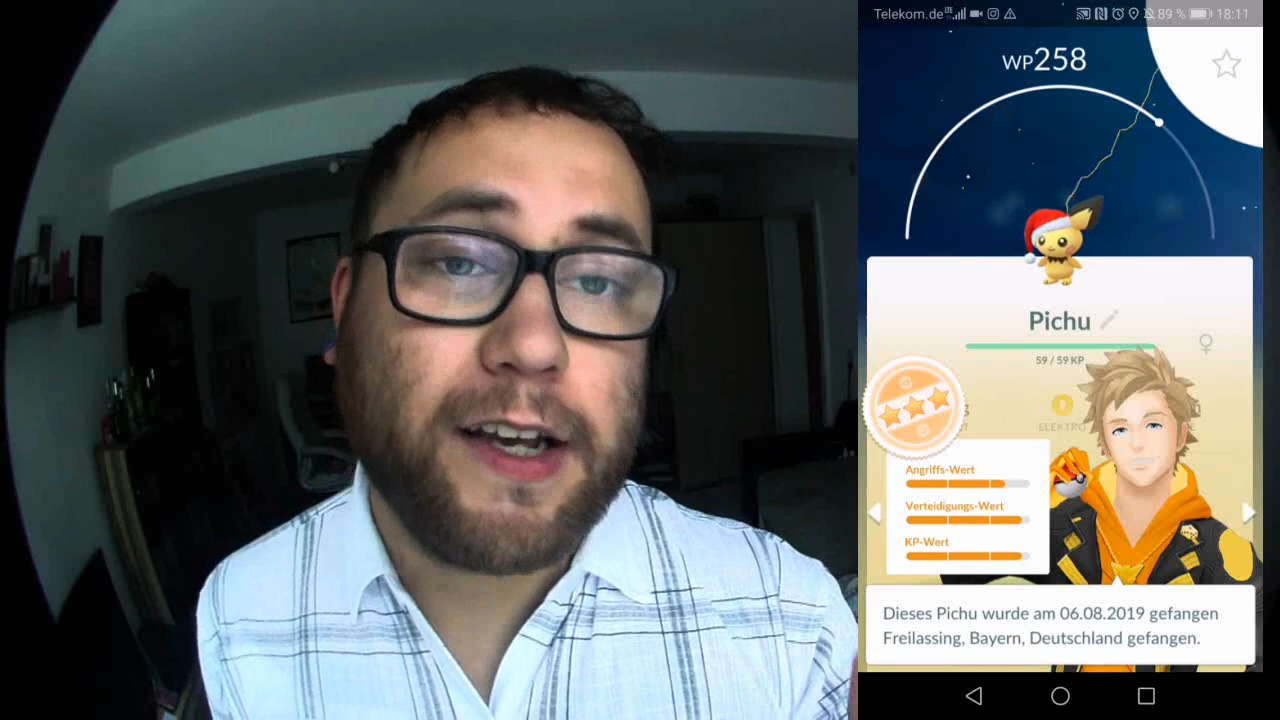 Telekom.de 89 % 18:11
WP258
Pichu
59 / 59 KP
ELEKTRO
Angriffs-Wert
Verteidigungs-Wert
KP-Wert
Dieses Pichu wurde am 06.08.2019 gefangen
Freilassing, Bayern, Deutschland gefangen.